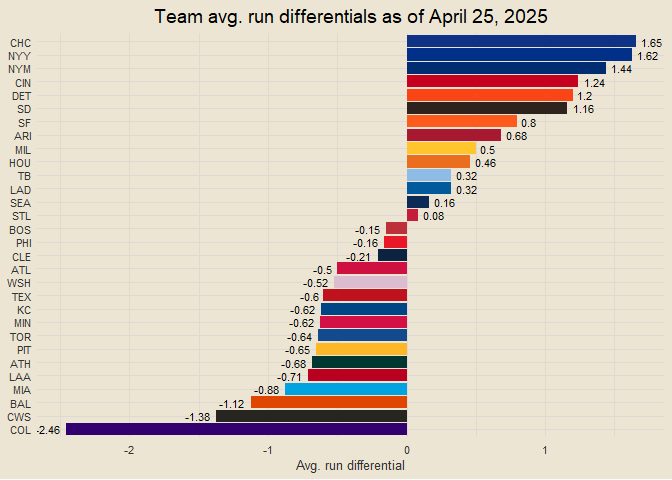 Team avg. run differentials as of April 25, 2025
CHC 1.65
NYY 1.62
NYM 1.44
CIN 1.24
DET 1.2
SD 1.16
SF 0.8
ARI 0.68
MIL 0.5
HOU 0.46
TB 0.32
LAD 0.32
SEA 0.16
STL 0.08
BOS -0.15
PHI -0.16
CLE -0.21
ATL -0.5
WSH -0.52
TEX -0.6
KC -0.62
MIN -0.62
TOR -0.64
PIT -0.65
ATH -0.68
LAA -0.71
MIA -0.88
BAL -1.12
CWS -1.38
COL -2.46
-2 -1 0 1
Avg. run differential